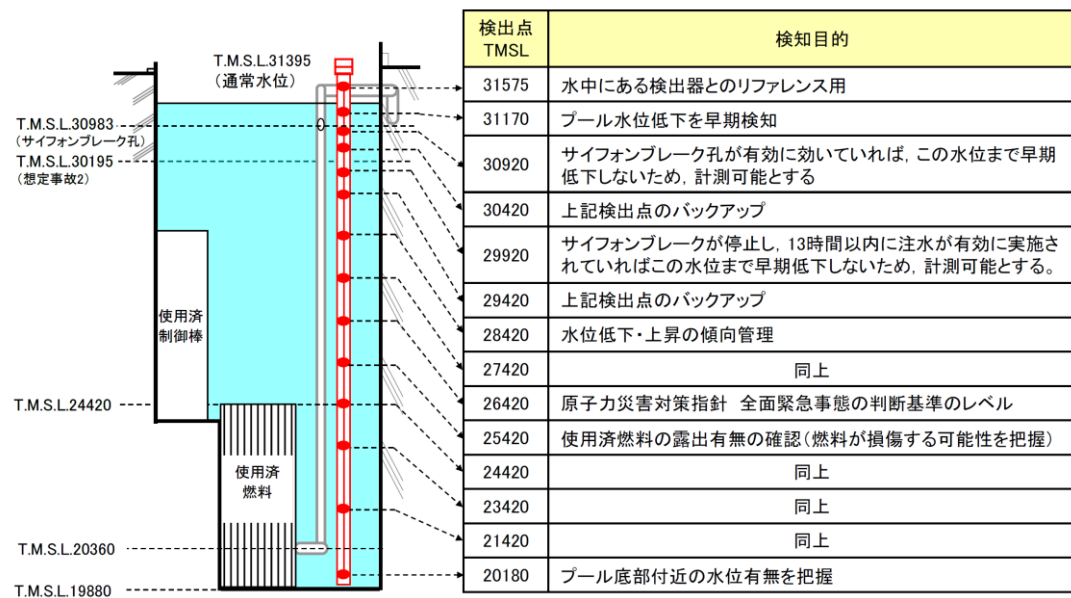 T.M.S.L.31395
（通常水位）
T.M.S.L.30983
（サイフォンブレーク孔）
T.M.S.L.30195
（想定事故2）
使用済
制御棒
T.M.S.L.24420
使用済
燃料
T.M.S.L.20360
T.M.S.L.19880
検出点
TMSL
検知目的
31575 水中にある検出器とのリファレンス用
31170 プール水位低下を早期検知
30920 サイフォンブレーク孔が有効に効いていれば，この水位まで早期
低下しないため，計測可能とする
30420 上記検出点のバックアップ
29920 サイフォンブレークが停止し，13時間以内に注水が有効に実施さ
れていればこの水位まで早期低下しないため，計測可能とする。
29420 上記検出点のバックアップ
28420 水位低下・上昇の傾向管理
27420 同上
26420 原子力災害対策指針 全面緊急事態の判断基準のレベル
25420 使用済燃料の露出有無の確認（燃料が損傷する可能性を把握）
24420 同上
23420 同上
21420 同上
20180 プール底部付近の水位有無を把握